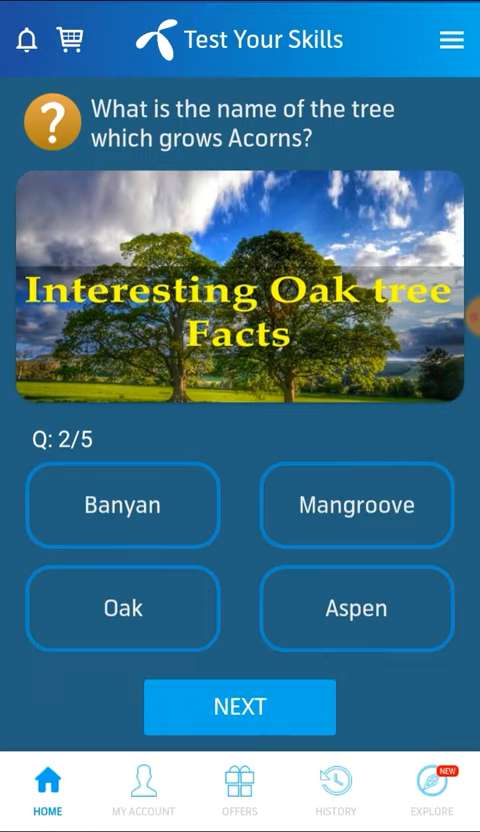 Test Your Skills
?
What is the name of the tree
which grows Acorns?
Interesting Oak tree
Facts
Q: 2/5
Banyan
Mangroove
Oak
Aspen
NEXT
NEW
HOME
MY ACCOUNT
OFFERS
HISTORY
EXPLORE